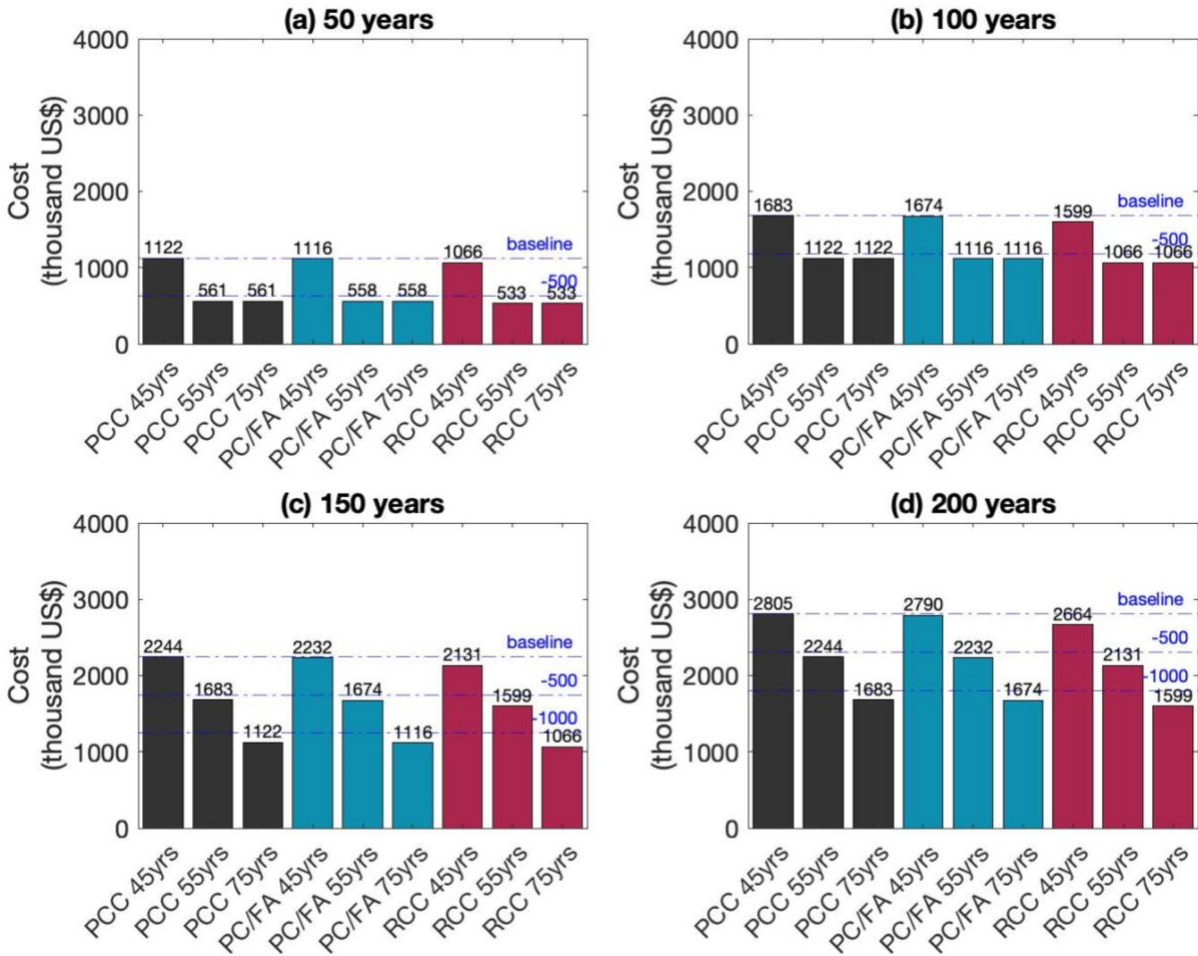 (a) 50 years
Cost
(thousand US$)
4000
3000
2000
1000
0
1122
561
561
1116
558
558
1066
533
533
baseline
-500
PCC 45yrs
PCC 55yrs
PCC 75yrs
PC/FA 45yrs
PC/FA 55yrs
PC/FA 75yrs
RCC 45yrs
RCC 55yrs
RCC 75yrs
(b) 100 years
Cost
(thousand US$)
4000
3000
2000
1000
0
1683
1122
1122
1674
1116
1116
1599
1066
1066
baseline
-500
PCC 45yrs
PCC 55yrs
PCC 75yrs
PC/FA 45yrs
PC/FA 55yrs
PC/FA 75yrs
RCC 45yrs
RCC 55yrs
RCC 75yrs
(c) 150 years
Cost
(thousand US$)
4000
3000
2000
1000
0
2244
1683
1122
2232
1674
1116
2131
1599
1066
baseline
-500
-1000
PCC 45yrs
PCC 55yrs
PCC 75yrs
PC/FA 45yrs
PC/FA 55yrs
PC/FA 75yrs
RCC 45yrs
RCC 55yrs
RCC 75yrs
(d) 200 years
Cost
(thousand US$)
4000
3000
2000
1000
0
2805
2244
1683
2790
2232
1674
2664
2131
1599
baseline
-500
-1000
PCC 45yrs
PCC 55yrs
PCC 75yrs
PC/FA 45yrs
PC/FA 55yrs
PC/FA 75yrs
RCC 45yrs
RCC 55yrs
RCC 75yrs